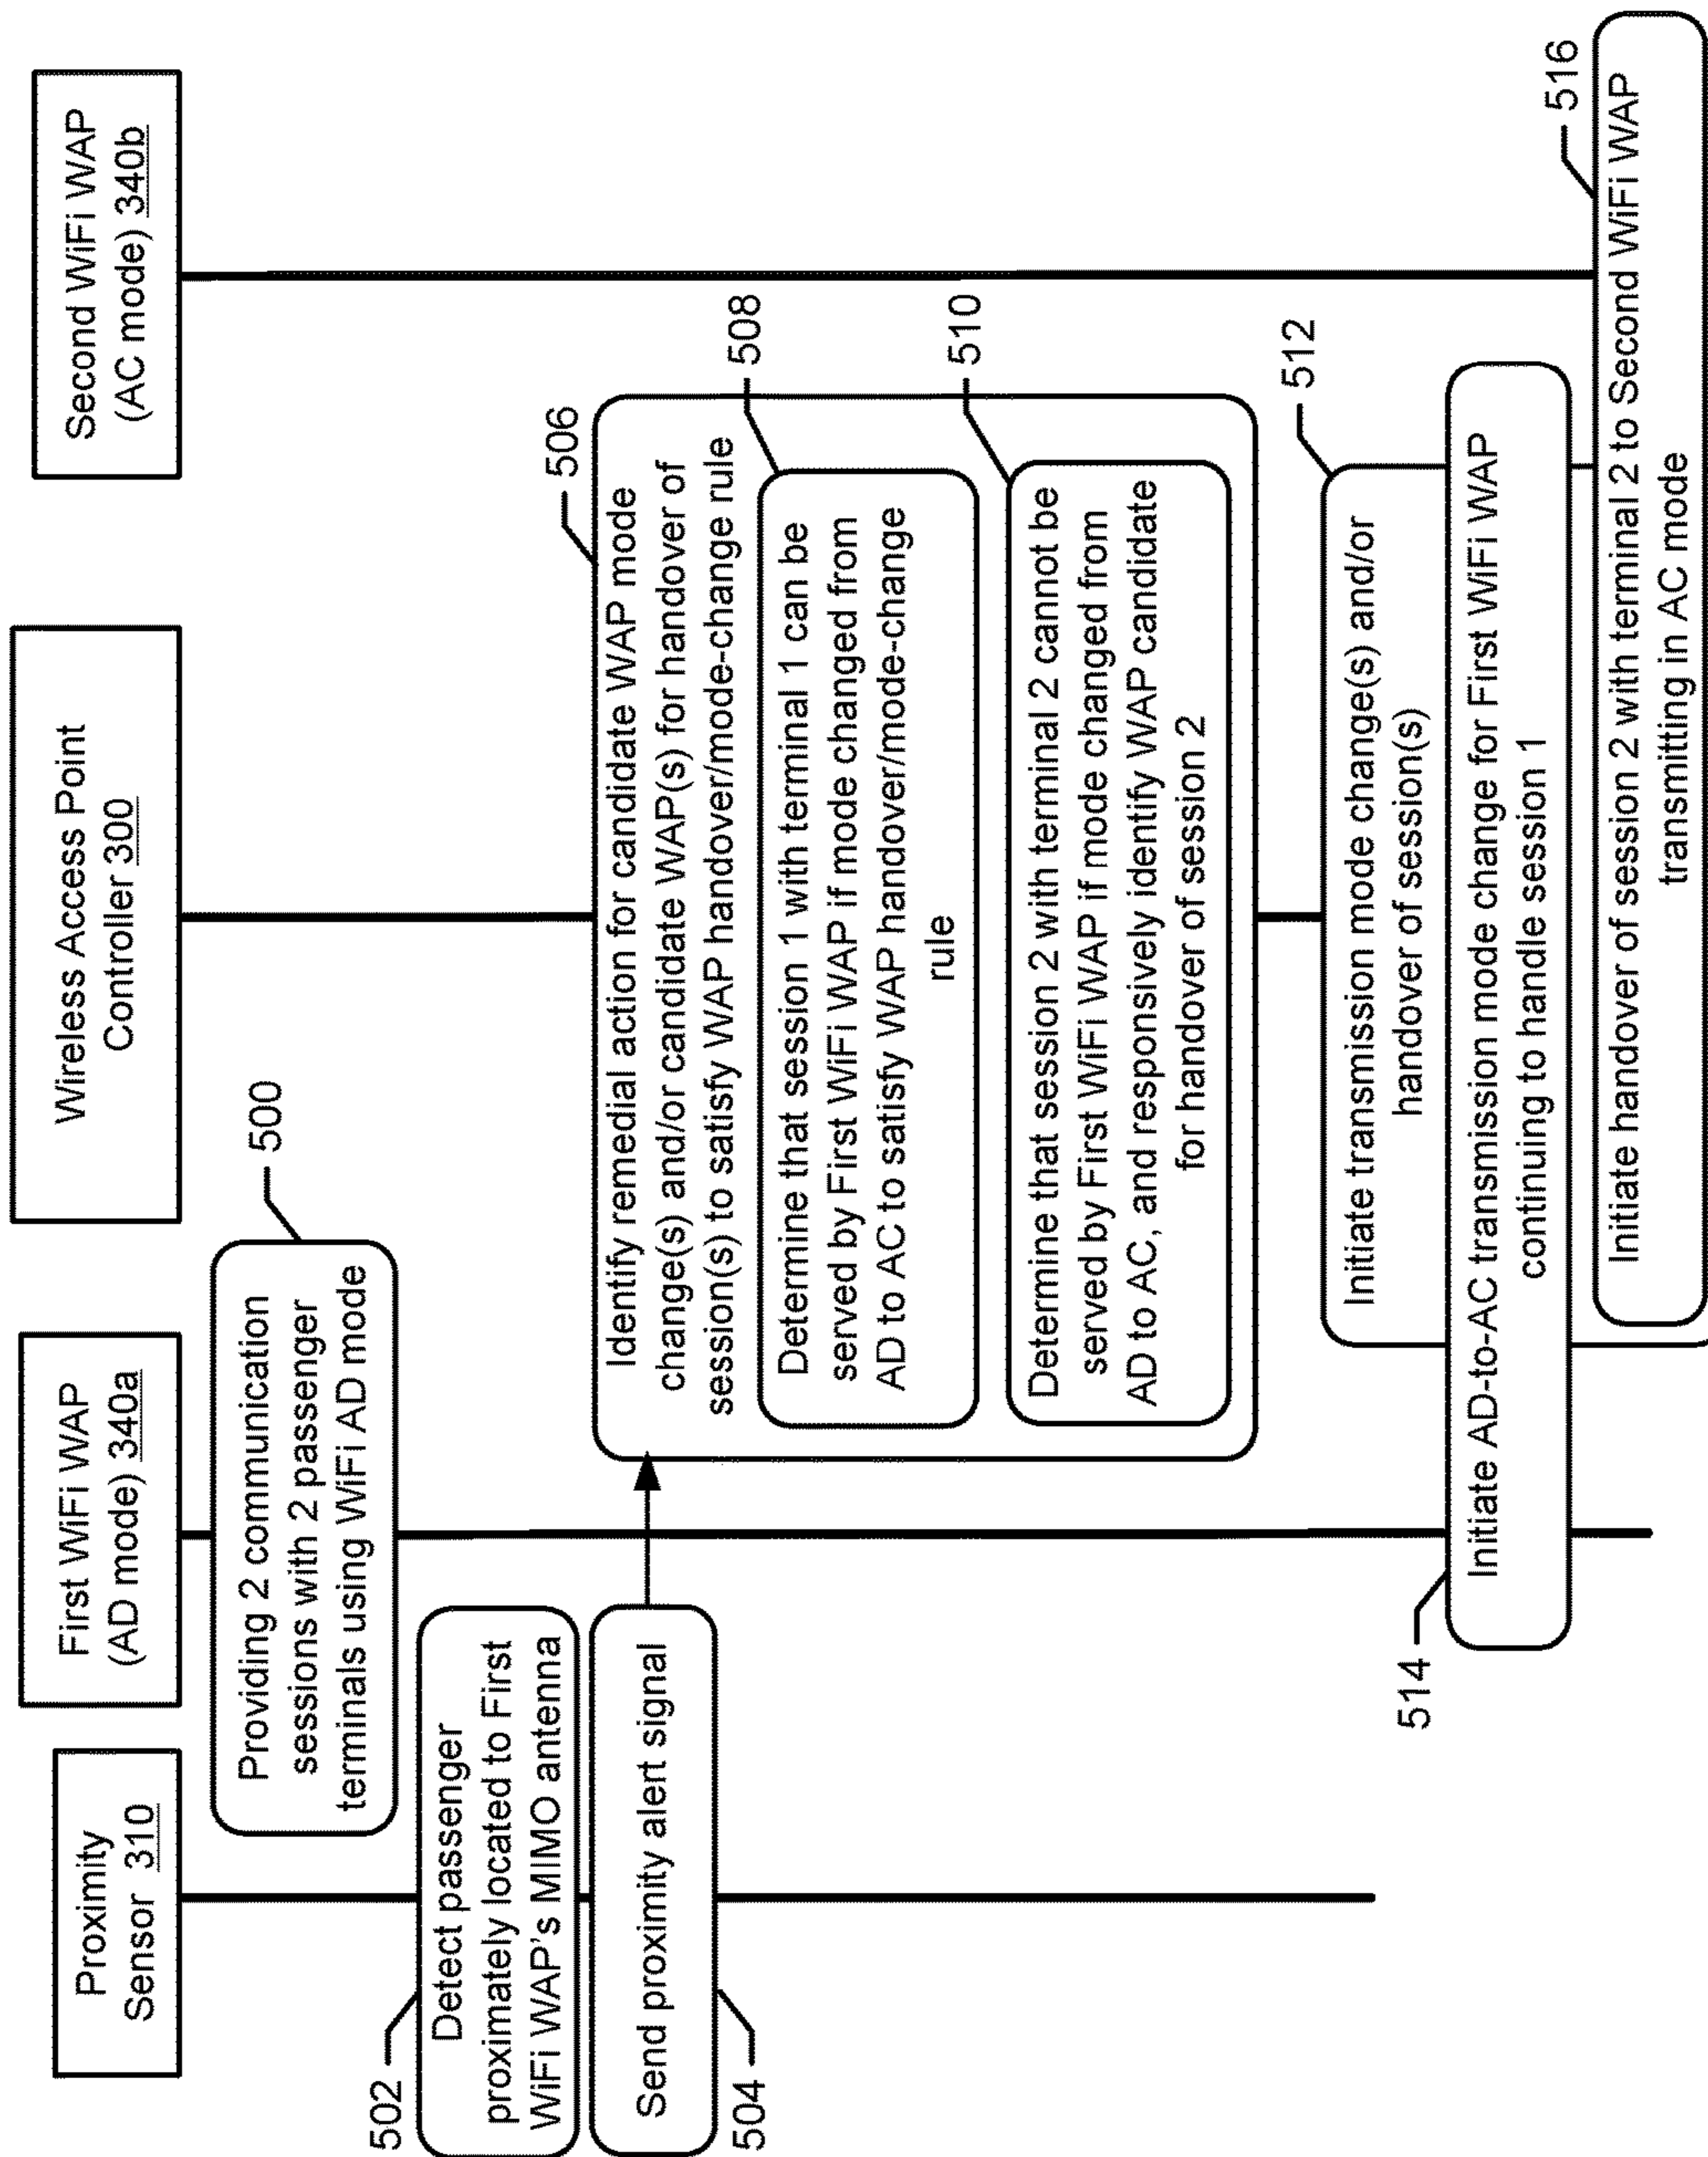 Proximity
Sensor 310
First WiFi WAP
(AD mode) 340a
Wireless Access Point
Controller 300
Second WiFi WAP
(AC mode) 340b
500
Providing 2 communication
sessions with 2 passenger
terminals using WiFi AD mode
502
Detect passenger
proximately located to First
WiFi WAP's MIMO antenna
Send proximity alert signal
504
506
Identify remedial action for candidate WAP mode
change(s) and/or candidate WAP(s) for handover of
session(s) to satisfy WAP handover/mode-change rule
508
Determine that session 1 with terminal 1 can be
served by First WiFi WAP if mode changed from
AD to AC to satisfy WAP handover/mode-change
rule
510
Determine that session 2 with terminal 2 cannot be
served by First WiFi WAP if mode changed from
AD to AC, and responsively identify WAP candidate
for handover of session 2
512
Initiate transmission mode change(s) and/or
handover of session(s)
514
Initiate AD-to-AC transmission mode change for First WiFi WAP
continuing to handle session 1
516
Initiate handover of session 2 with terminal 2 to Second WiFi WAP
transmitting in AC mode